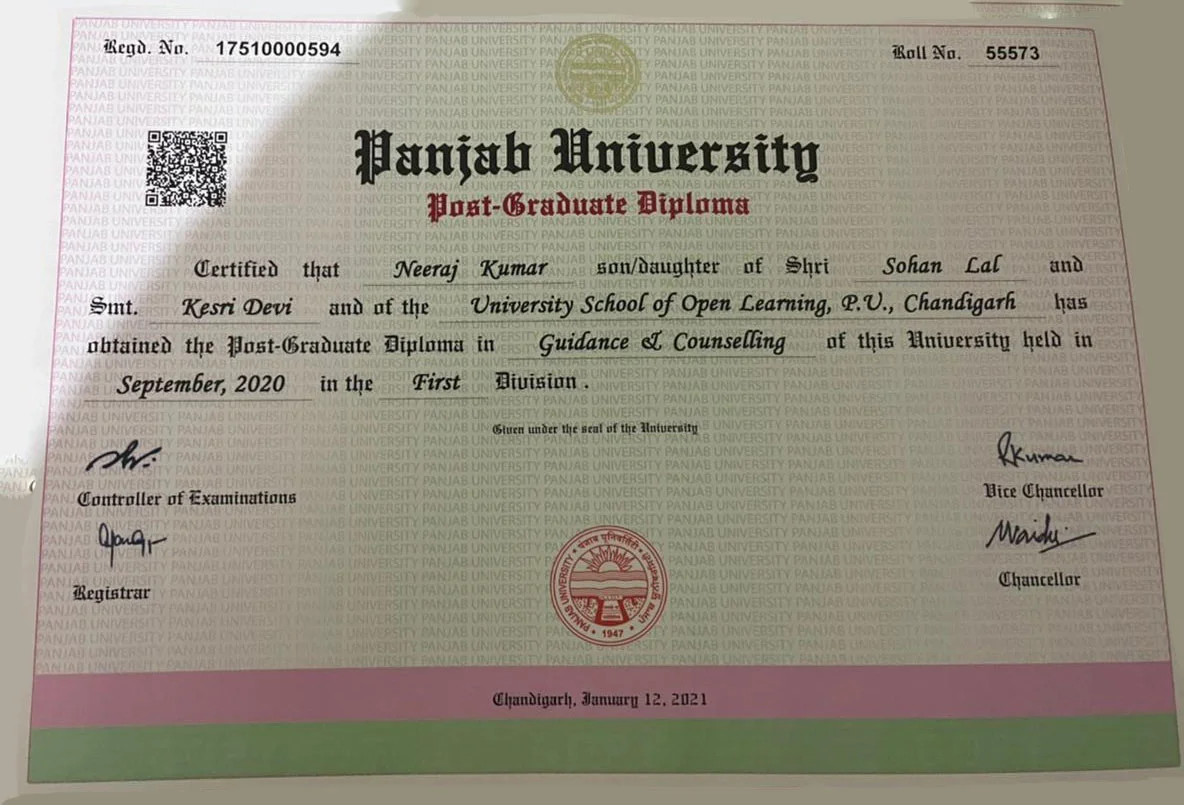 Regd. No. 17510000594
Roll No. 55573
Panjab University
Post-Graduate Diploma
Certified that Neeraj Kumar son/daughter of Shri Sohan Lal and
Smt. Kesri Devi and of the University School of Open Learning, P.U., Chandigarh has
obtained the Post-Graduate Diploma in Guidance & Counselling of this University held in
September, 2020 in the First Division .
Given under the seal of the University
RKumar
Controller of Examinations
Vice Chancellor
Registrar
Chancellor
PANJAB UNIVERSITY
1947
Chandigarh, January 12, 2021